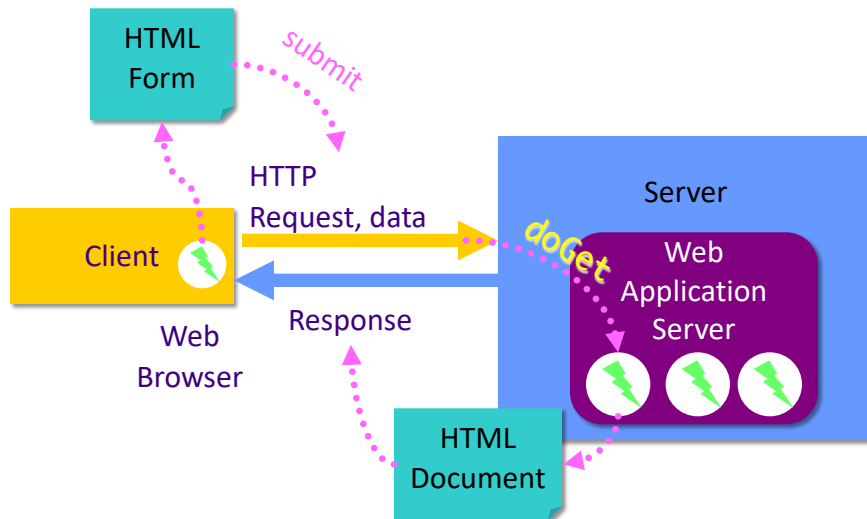 HTML
Form
submit
HTTP
Request, data
Client
Web
Browser
Response
Server
doGet
Web
Application
Server
HTML
Document